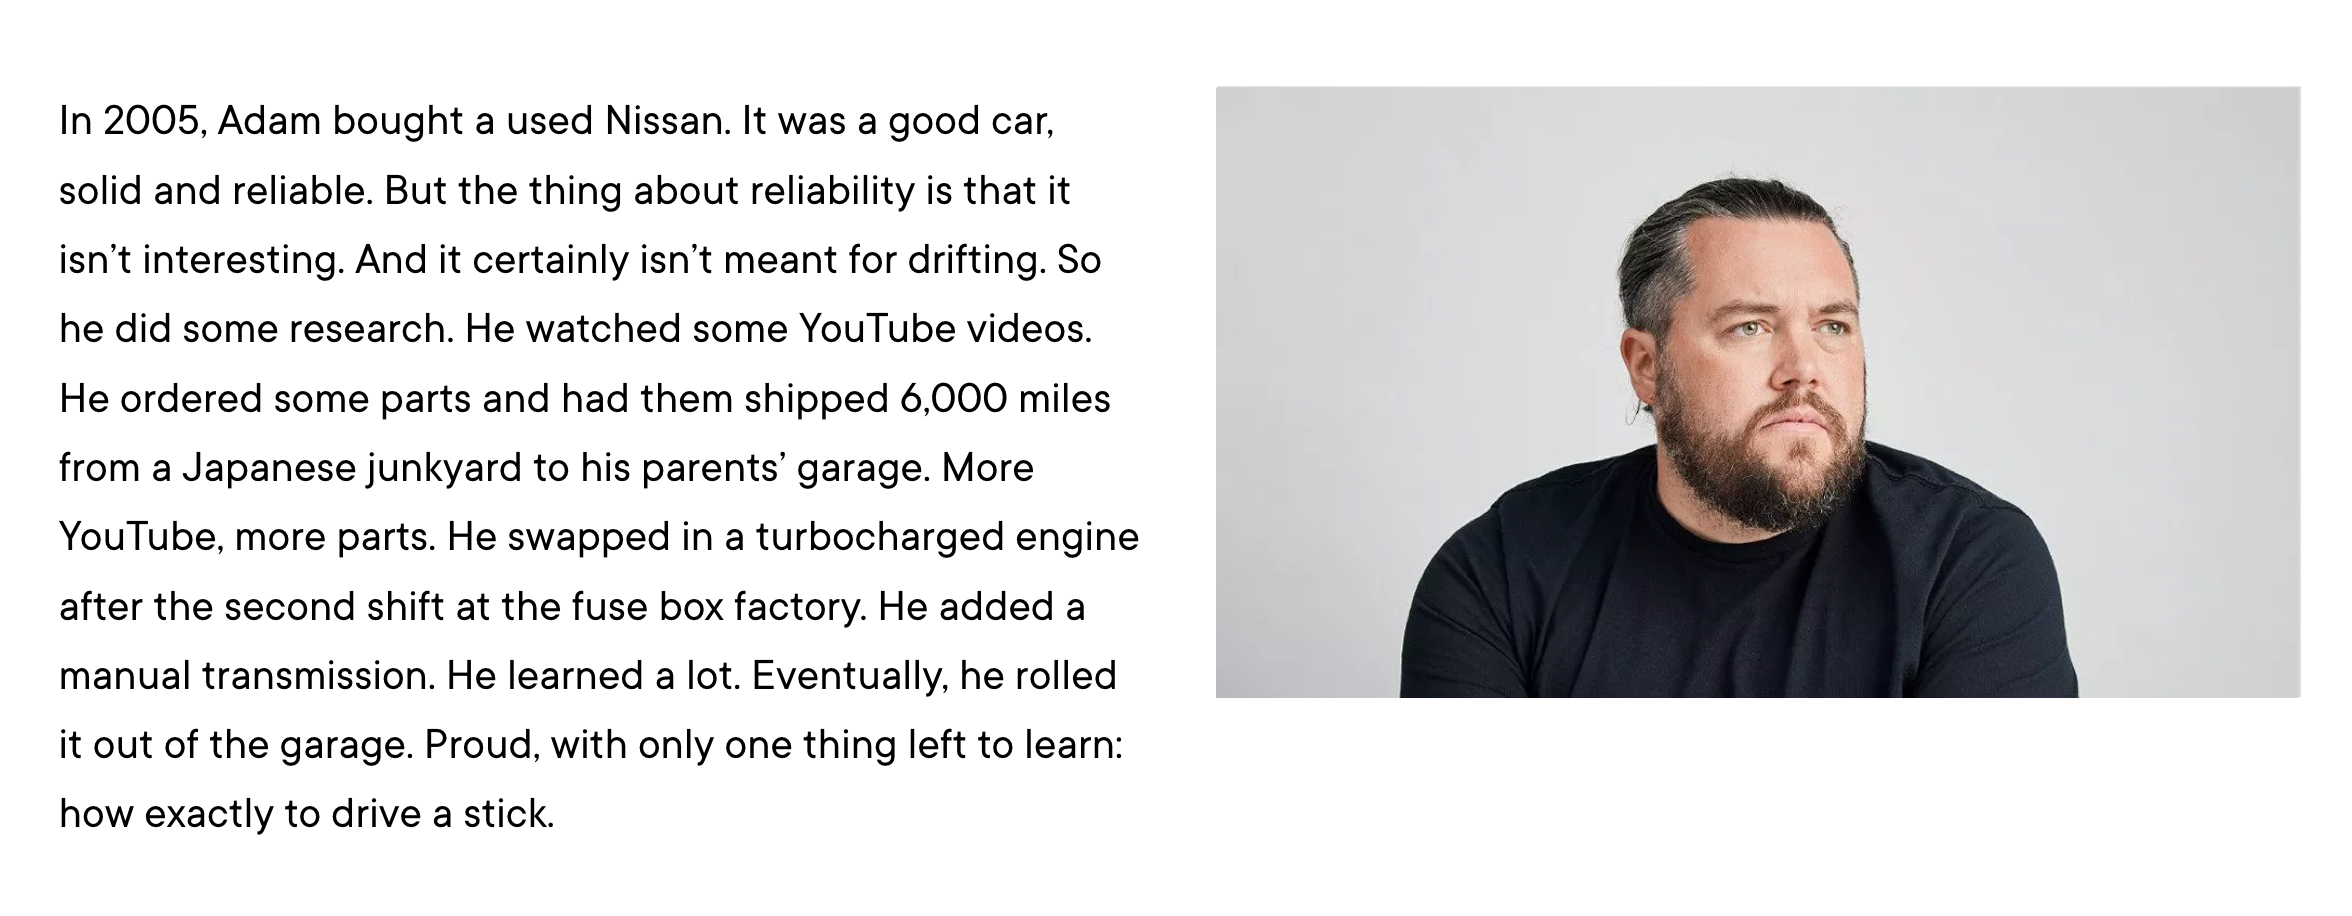 In 2005, Adam bought a used Nissan. It was a good car,
solid and reliable. But the thing about reliability is that it
isn’t interesting. And it certainly isn’t meant for drifting. So
he did some research. He watched some YouTube videos.
He ordered some parts and had them shipped 6,000 miles
from a Japanese junkyard to his parents’ garage. More
YouTube, more parts. He swapped in a turbocharged engine
after the second shift at the fuse box factory. He added a
manual transmission. He learned a lot. Eventually, he rolled
it out of the garage. Proud, with only one thing left to learn:
how exactly to drive a stick.